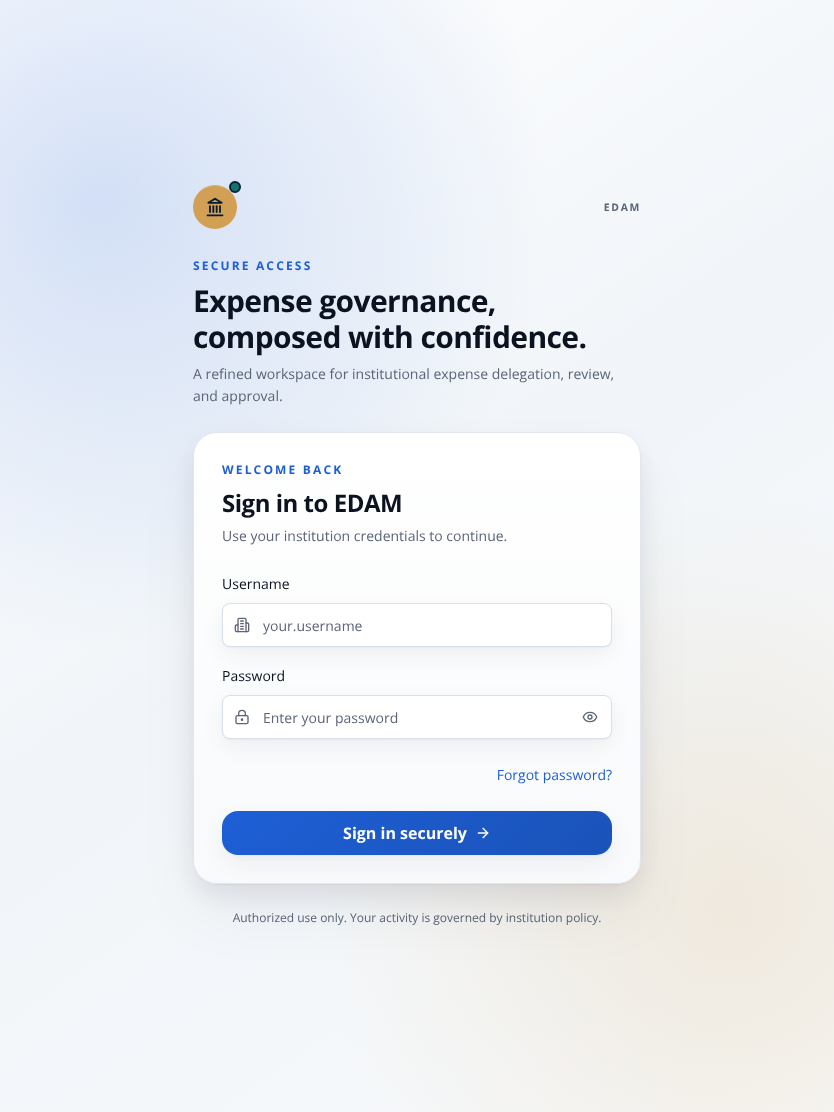 EDAM
SECURE ACCESS
Expense governance,
composed with confidence.
A refined workspace for institutional expense delegation, review,
and approval.
WELCOME BACK
Sign in to EDAM
Use your institution credentials to continue.
Username
your.username
Password
Enter your password
Forgot password?
Sign in securely →
Authorized use only. Your activity is governed by institution policy.